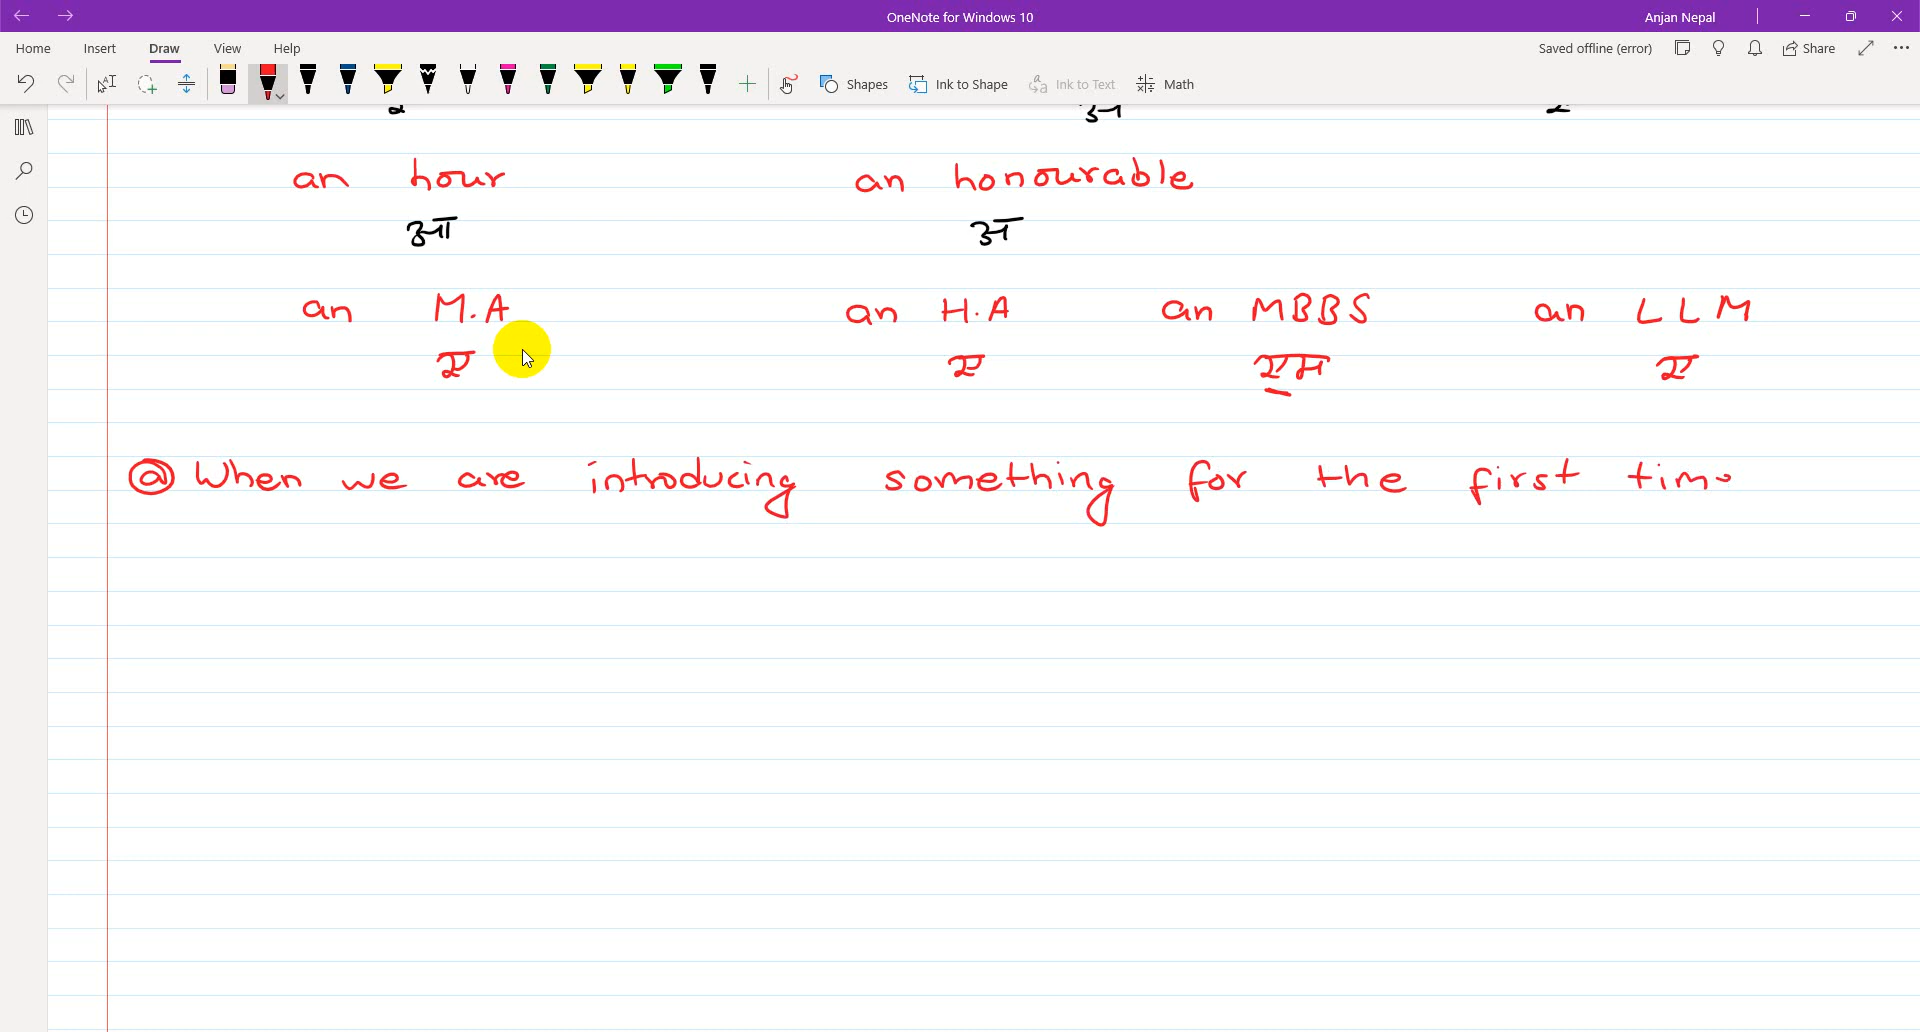 OneNote for Windows 10
Anjan Nepal
Home Insert Draw View Help
Saved offline (error) Share
Shapes Ink to Shape Ink to Text Math
an hour an honourable
आ अ
an M.A an H.A an MBBS an LLM
ए ए एम ए
@ When we are introducing something for the first time